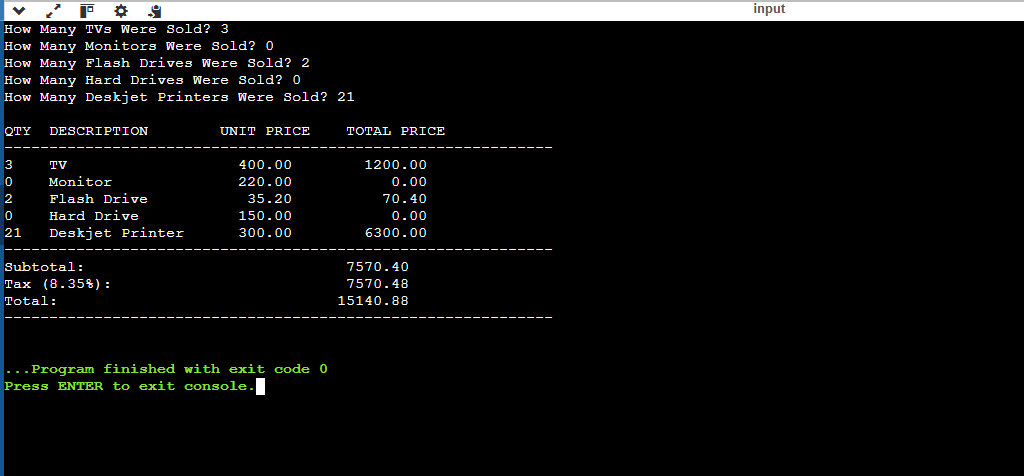 input
How Many TVs Were Sold? 3
How Many Monitors Were Sold? 0
How Many Flash Drives Were Sold? 2
How Many Hard Drives Were Sold? 0
How Many Deskjet Printers Were Sold? 21
QTY  DESCRIPTION        UNIT PRICE    TOTAL PRICE
-------------------------------------------------------------
3    TV                   400.00        1200.00
0    Monitor              220.00           0.00
2    Flash Drive           35.20          70.40
0    Hard Drive           150.00           0.00
21   Deskjet Printer      300.00        6300.00
-------------------------------------------------------------
Subtotal:                             7570.40
Tax (8.35%):                          7570.48
Total:                               15140.88
-------------------------------------------------------------
...Program finished with exit code 0
Press ENTER to exit console.